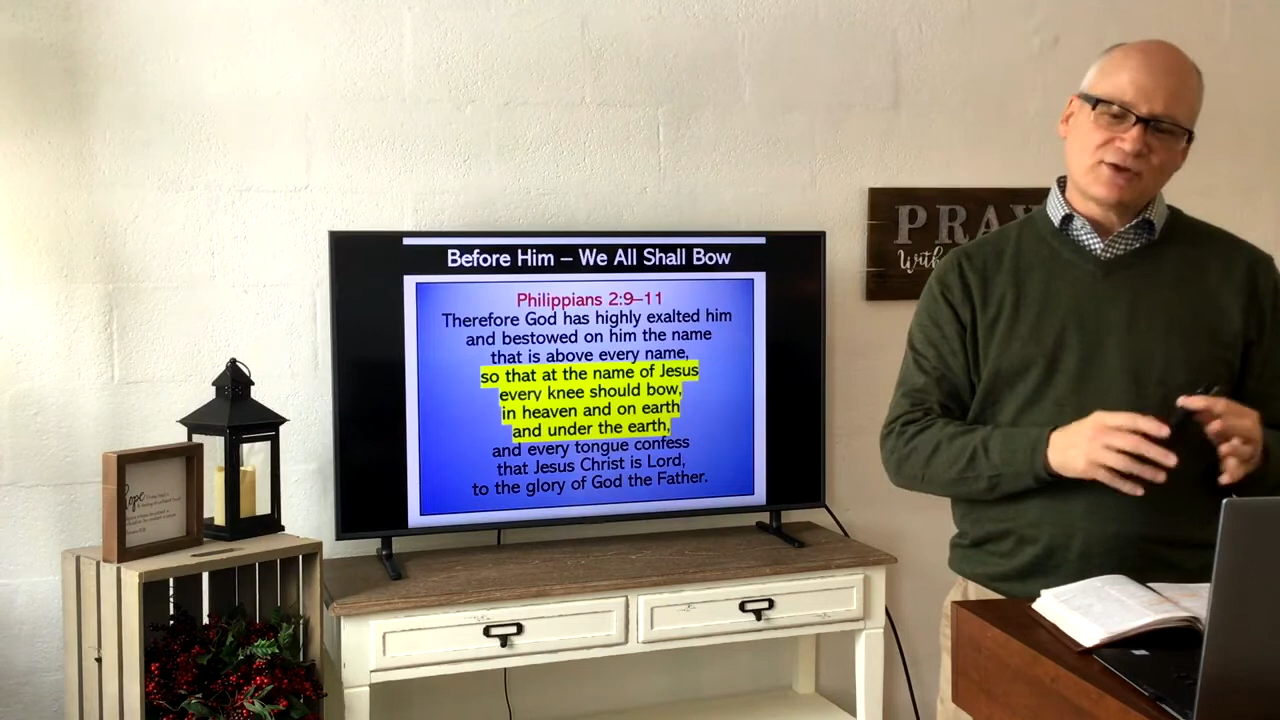 Before Him – We All Shall Bow
Philippians 2:9–11
Therefore God has highly exalted him
and bestowed on him the name
that is above every name,
so that at the name of Jesus
every knee should bow,
in heaven and on earth
and under the earth,
and every tongue confess
that Jesus Christ is Lord,
to the glory of God the Father.
PRAY
With
hope